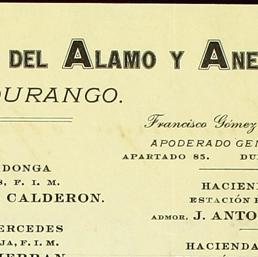 DEL ALAMO Y ANE
DURANGO.
Francisco Gómez
APODERADO GEN
APARTADO 85. DU
DONGA
S, F. I. M.
CALDERON.
HACIEN
ESTACIÓN
ADMOR. J. ANTO
ERCEDES
JA, F. I. M.
HACIENDA
HERRAN